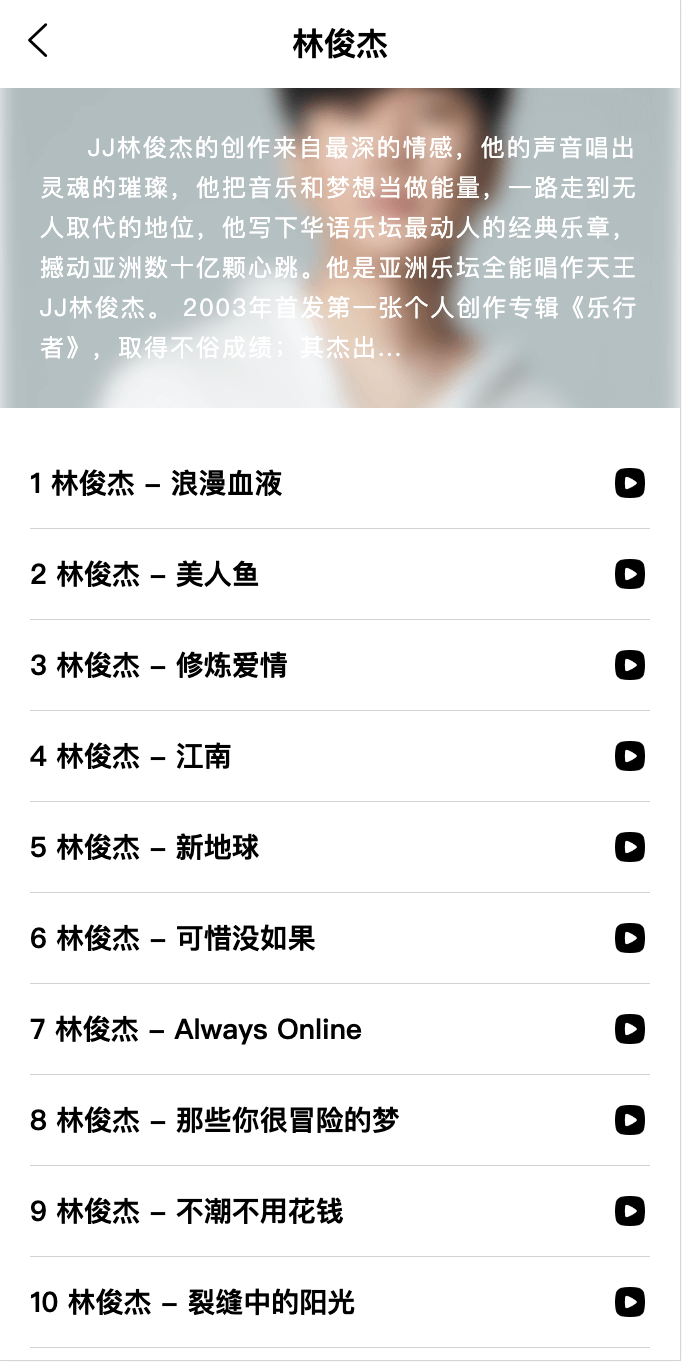 林俊杰
JJ林俊杰的创作来自最深的情感，他的声音唱出
灵魂的璀璨，他把音乐和梦想当做能量，一路走到无
人取代的地位，他写下华语乐坛最动人的经典乐章，
撼动亚洲数十亿颗心跳。他是亚洲乐坛全能唱作天王
JJ林俊杰。 2003年首发第一张个人创作专辑《乐行
者》，取得不俗成绩；其杰出...
1 林俊杰 – 浪漫血液
2 林俊杰 – 美人鱼
3 林俊杰 – 修炼爱情
4 林俊杰 – 江南
5 林俊杰 – 新地球
6 林俊杰 – 可惜没如果
7 林俊杰 – Always Online
8 林俊杰 – 那些你很冒险的梦
9 林俊杰 – 不潮不用花钱
10 林俊杰 – 裂缝中的阳光